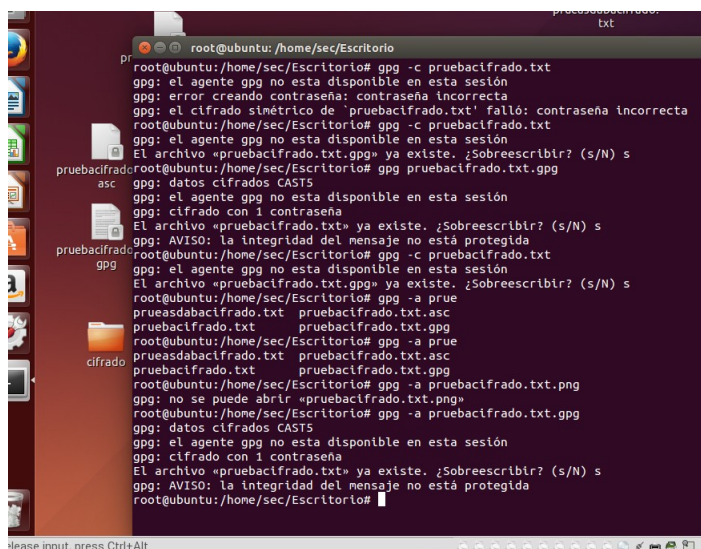 txt
root@ubuntu: /home/sec/Escritorio
pr
root@ubuntu:/home/sec/Escritorio# gpg -c pruebacifrado.txt
gpg: el agente gpg no esta disponible en esta sesión
gpg: error creando contraseña: contraseña incorrecta
gpg: el cifrado simétrico de `pruebacifrado.txt' falló: contraseña incorrecta
root@ubuntu:/home/sec/Escritorio# gpg -c pruebacifrado.txt
gpg: el agente gpg no esta disponible en esta sesión
El archivo «pruebacifrado.txt.gpg» ya existe. ¿Sobreescribir? (s/N) s
root@ubuntu:/home/sec/Escritorio# gpg pruebacifrado.txt.gpg
gpg: datos cifrados CAST5
gpg: el agente gpg no esta disponible en esta sesión
gpg: cifrado con 1 contraseña
El archivo «pruebacifrado.txt» ya existe. ¿Sobreescribir? (s/N) s
gpg: AVISO: la integridad del mensaje no está protegida
root@ubuntu:/home/sec/Escritorio# gpg -c pruebacifrado.txt
gpg: el agente gpg no esta disponible en esta sesión
El archivo «pruebacifrado.txt.gpg» ya existe. ¿Sobreescribir? (s/N) s
root@ubuntu:/home/sec/Escritorio# gpg -a prue
prueasdabacifrado.txt pruebacifrado.txt.asc
pruebacifrado.txt pruebacifrado.txt.gpg
root@ubuntu:/home/sec/Escritorio# gpg -a prue
prueasdabacifrado.txt pruebacifrado.txt.asc
pruebacifrado.txt pruebacifrado.txt.gpg
root@ubuntu:/home/sec/Escritorio# gpg -a pruebacifrado.txt.png
gpg: no se puede abrir «pruebacifrado.txt.png»
root@ubuntu:/home/sec/Escritorio# gpg -a pruebacifrado.txt.gpg
gpg: datos cifrados CAST5
gpg: el agente gpg no esta disponible en esta sesión
gpg: cifrado con 1 contraseña
El archivo «pruebacifrado.txt» ya existe. ¿Sobreescribir? (s/N) s
gpg: AVISO: la integridad del mensaje no está protegida
root@ubuntu:/home/sec/Escritorio#
pruebacifrado
asc
pruebacifrado
gpg
cifrado
input, press Ctrl+Alt